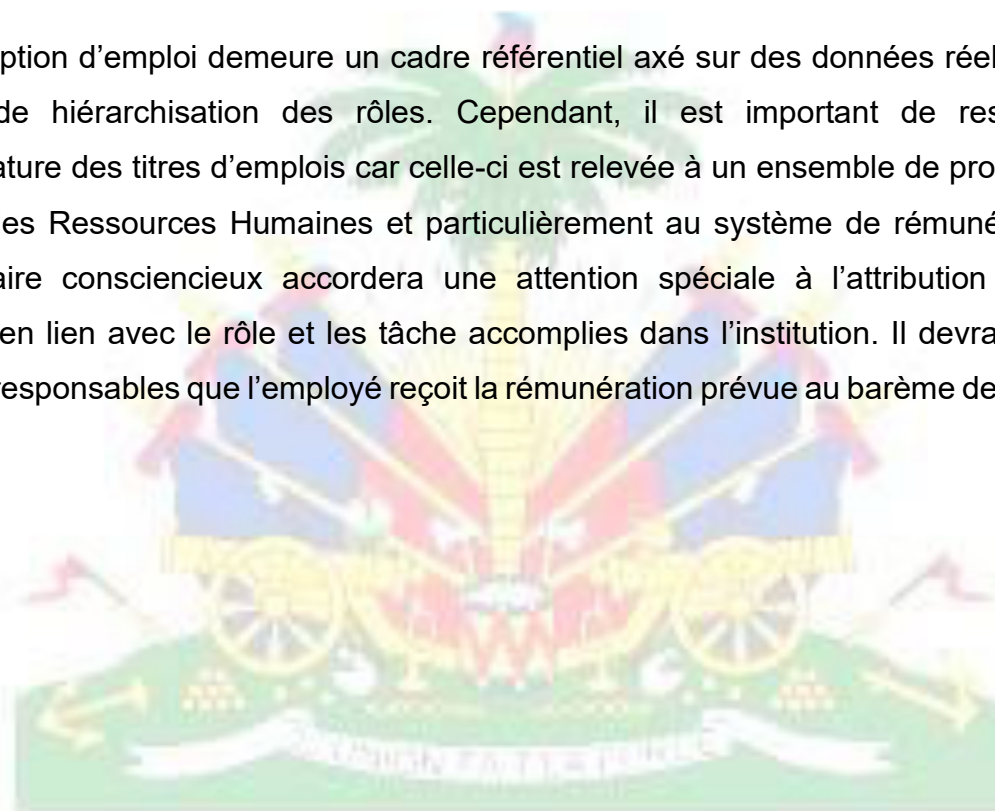 ption d’emploi demeure un cadre référentiel axé sur des données réel
de hiérarchisation des rôles. Cependant, il est important de res
ature des titres d’emplois car celle-ci est relevée à un ensemble de pro
es Ressources Humaines et particulièrement au système de rémuné
aire consciencieux accordera une attention spéciale à l’attribution
en lien avec le rôle et les tâche accomplies dans l’institution. Il devra
responsables que l’employé reçoit la rémunération prévue au barème de